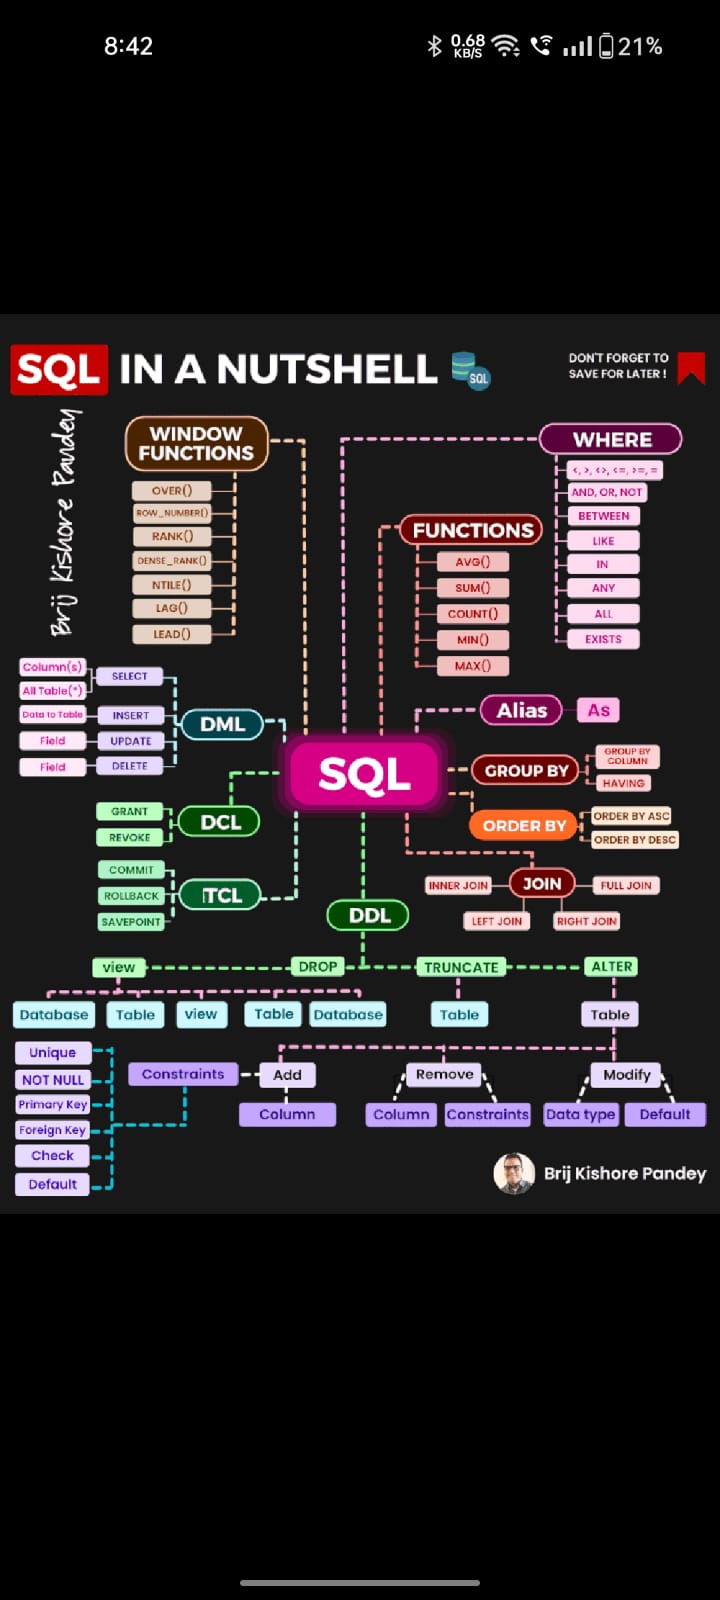 8:42
0.68
KB/S
21%
SQL IN A NUTSHELL
SQL
DON'T FORGET TO
SAVE FOR LATER !
Brij Kishore Pandey
WINDOW
FUNCTIONS
OVER()
ROW_NUMBER()
RANK()
DENSE_RANK()
NTILE()
LAG()
LEAD()
WHERE
<, >, <>, <=, >=, =
AND, OR, NOT
BETWEEN
LIKE
IN
ANY
ALL
EXISTS
FUNCTIONS
AVG()
SUM()
COUNT()
MIN()
MAX()
Column(s)
All Table(*)
SELECT
Data to Table
INSERT
Field
UPDATE
Field
DELETE
DML
Alias
As
SQL
GROUP BY
GROUP BY
COLUMN
HAVING
ORDER BY
ORDER BY ASC
ORDER BY DESC
GRANT
REVOKE
DCL
COMMIT
ROLLBACK
SAVEPOINT
TCL
JOIN
INNER JOIN
FULL JOIN
LEFT JOIN
RIGHT JOIN
DDL
view
DROP
TRUNCATE
ALTER
Database
Table
view
Table
Database
Table
Table
Unique
NOT NULL
Primary Key
Foreign Key
Check
Default
Constraints
Add
Column
Remove
Column
Constraints
Modify
Data type
Default
Brij Kishore Pandey